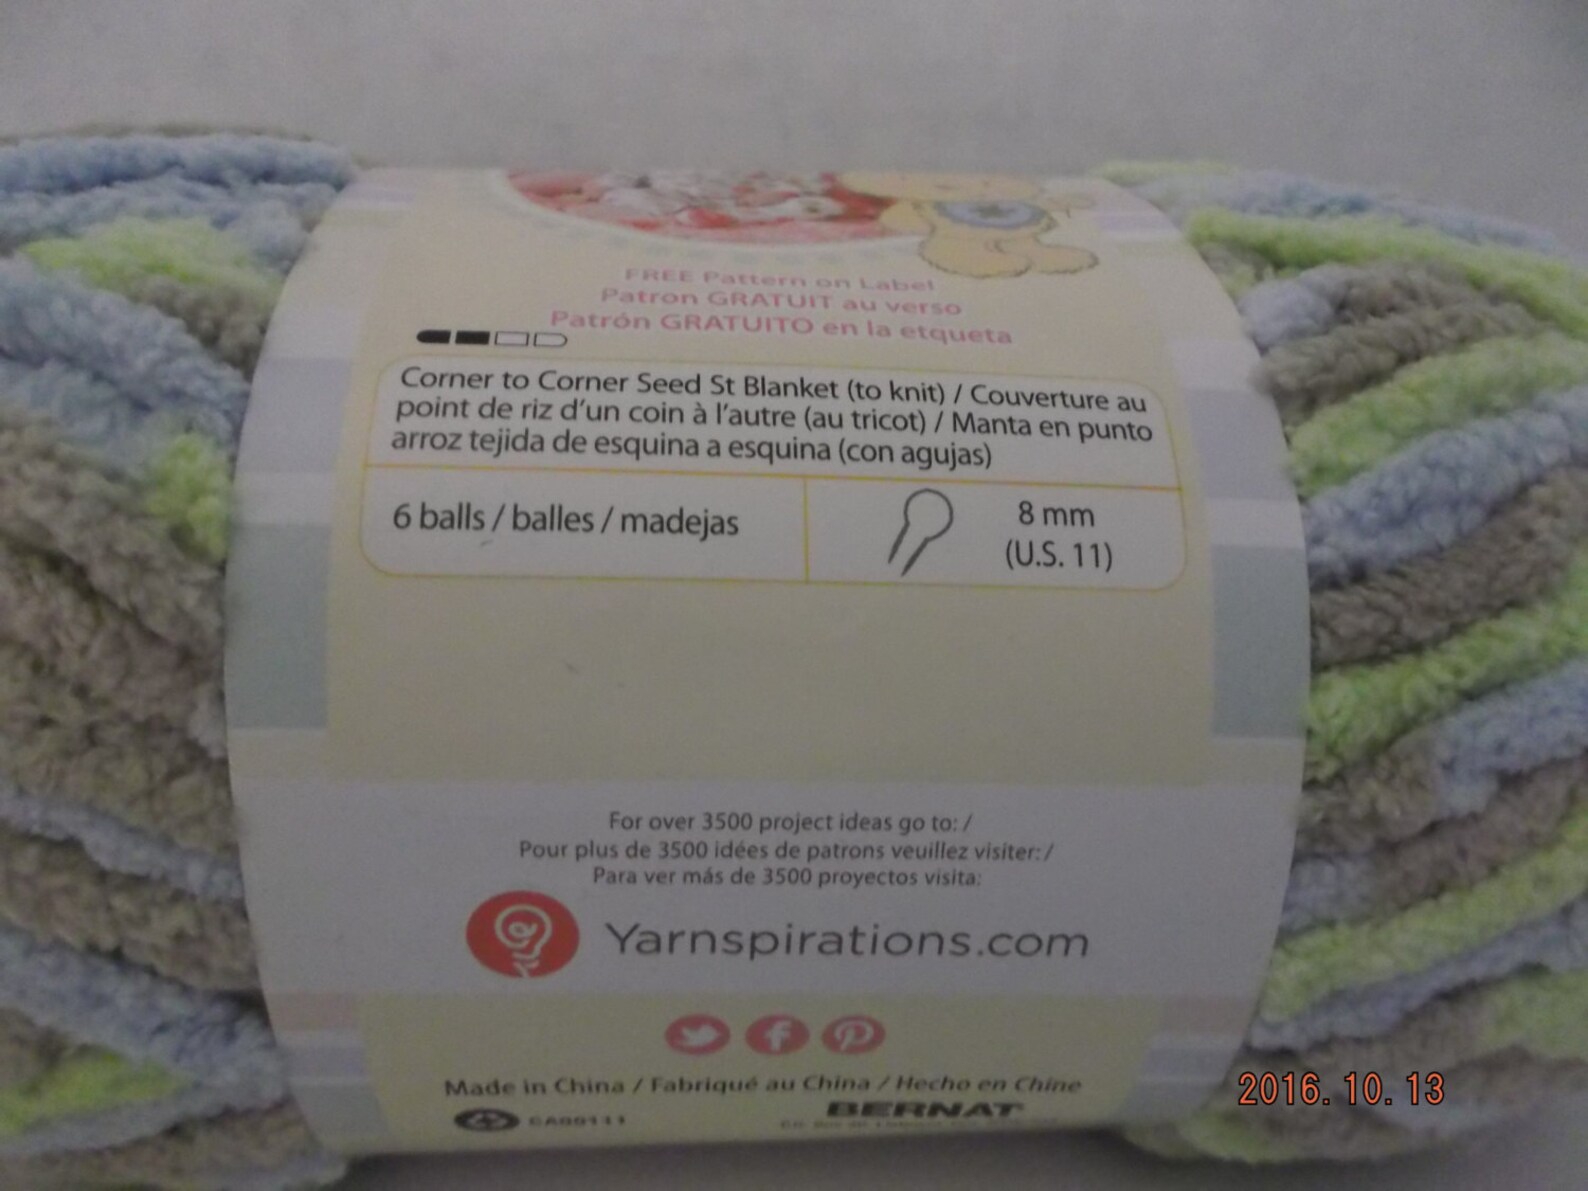 FREE Pattern on Label
Patron GRATUIT au verso
Patrón GRATUITO en la etqueta
Corner to Corner Seed St Blanket (to knit) / Couverture au
point de riz d'un coin à l'autre (au tricot) / Manta en punto
arroz tejida de esquina a esquina (con agujas)
6 balls / balles / madejas
8 mm
(U.S. 11)
For over 3500 project ideas go to: /
Pour plus de 3500 idées de patrons veuillez visiter: /
Para ver más de 3500 proyectos visita:
Yarnspirations.com
Made in China / Fabriqué au China / Hecho en Chine
BERNAT
2016.10.13